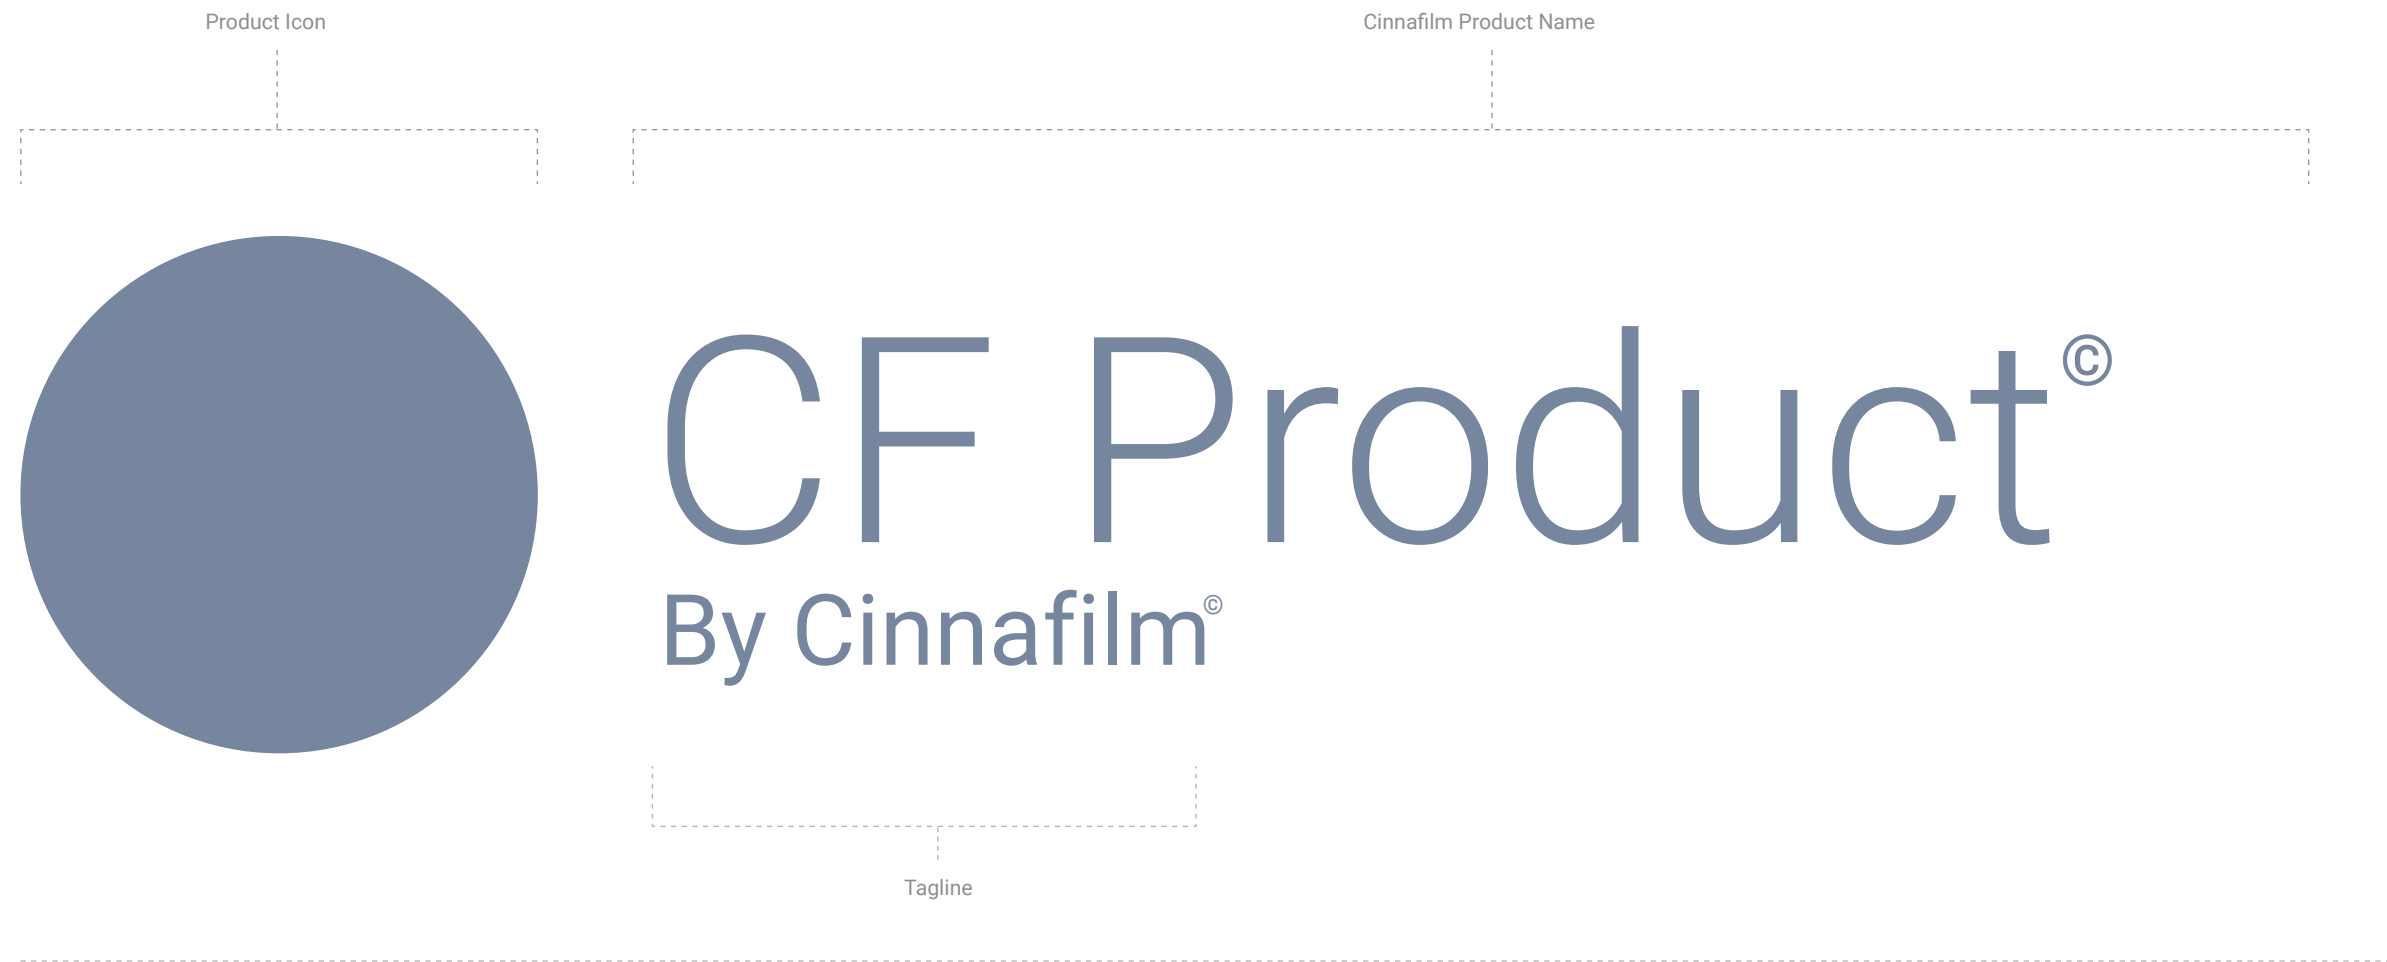 Product Icon
Cinnafilm Product Name
CF Product©
By Cinnafilm©
Tagline